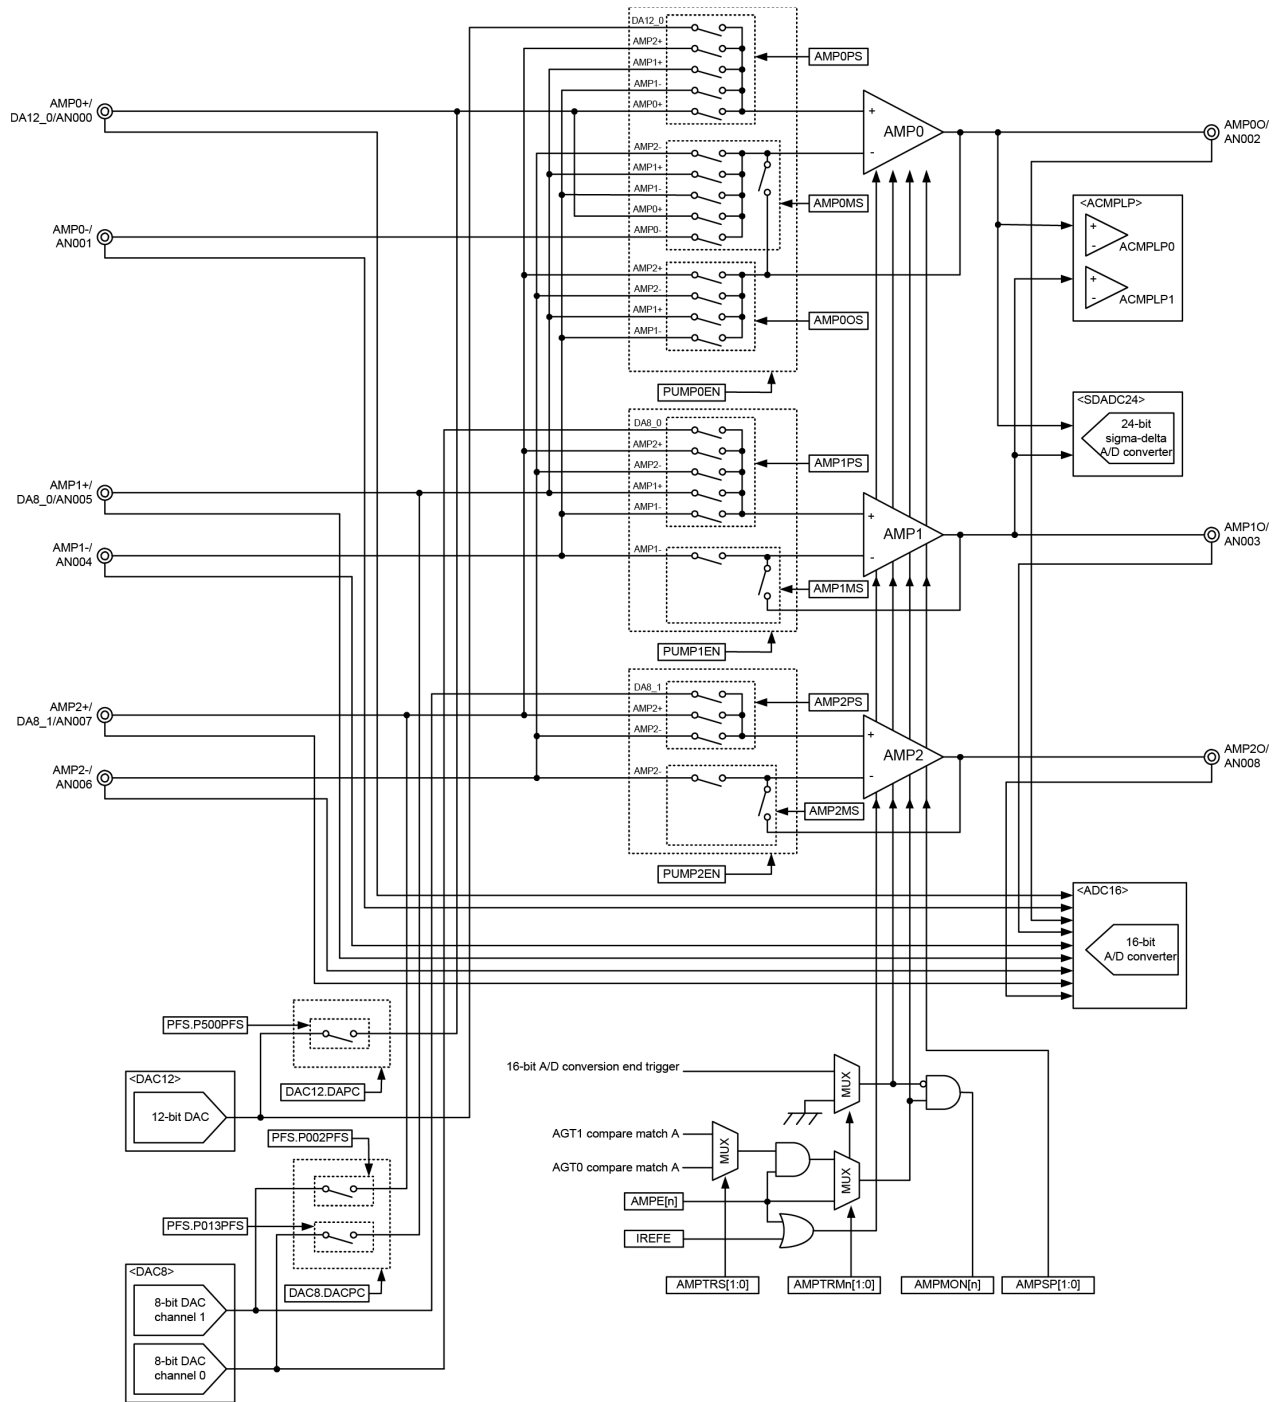 DA12_0
AMP2+
AMP1+
AMP1-
AMP0+
AMP0PS
AMP0+/
DA12_0/AN000
AMP0
+
-
AMP0O/
AN002
AMP2-
AMP1+
AMP1-
AMP0+
AMP0-
AMP0MS
AMP0-/
AN001
<ACMPLP>
+
-
ACMPLP0
+
-
ACMPLP1
AMP2+
AMP2-
AMP1+
AMP1-
AMP0OS
PUMP0EN
<SDADC24>
24-bit
sigma-delta
A/D converter
DA8_0
AMP2+
AMP2-
AMP1+
AMP1-
AMP1PS
AMP1+/
DA8_0/AN005
AMP1-/
AN004
+
AMP1
-
AMP1O/
AN003
AMP1-
AMP1MS
PUMP1EN
DA8_1
AMP2+
AMP2-
AMP2PS
AMP2+/
DA8_1/AN007
AMP2-/
AN006
+
AMP2
-
AMP2O/
AN008
AMP2-
AMP2MS
PUMP2EN
<ADC16>
16-bit
A/D converter
PFS.P500PFS
DAC12.DAPC
<DAC12>
12-bit DAC
PFS.P002PFS
PFS.P013PFS
DAC8.DACPC
<DAC8>
8-bit DAC
channel 1
8-bit DAC
channel 0
16-bit A/D conversion end trigger
MUX
AGT1 compare match A
AGT0 compare match A
MUX
MUX
AMPE[n]
IREFE
AMPTRS[1:0]
AMPTRMn[1:0]
AMPMON[n]
AMPSP[1:0]